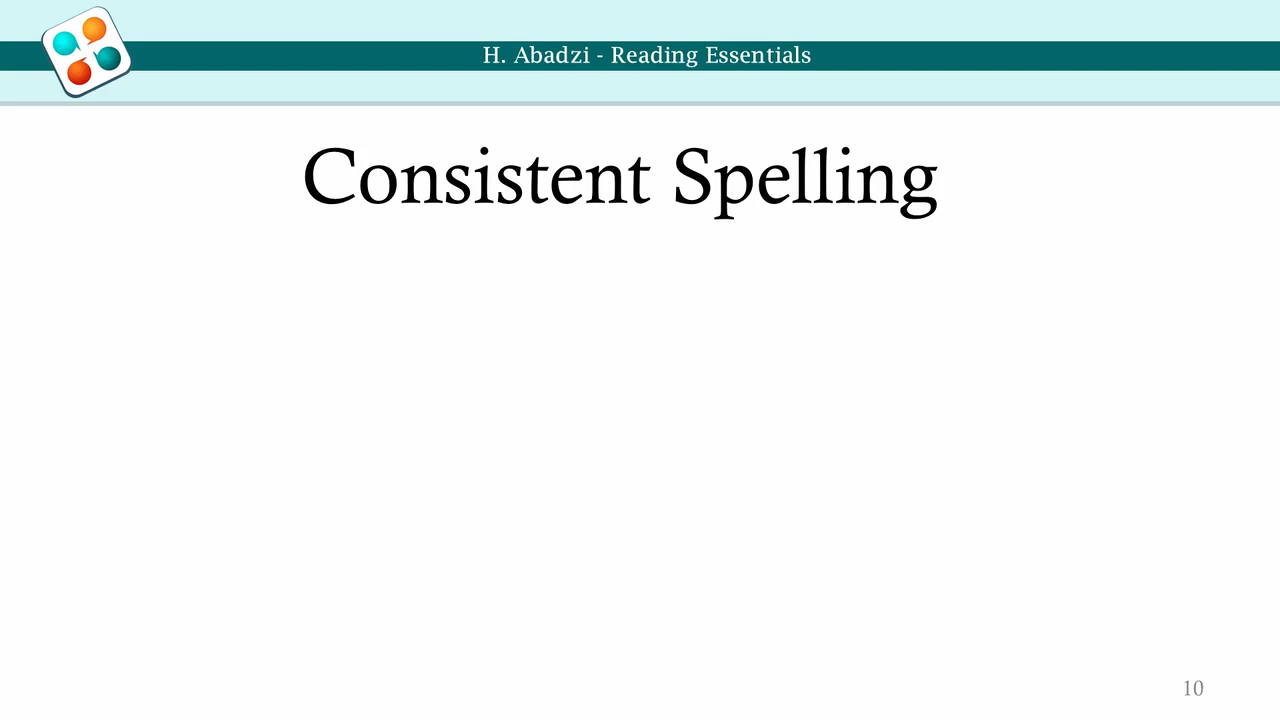 H. Abadzi - Reading Essentials
Consistent Spelling
10